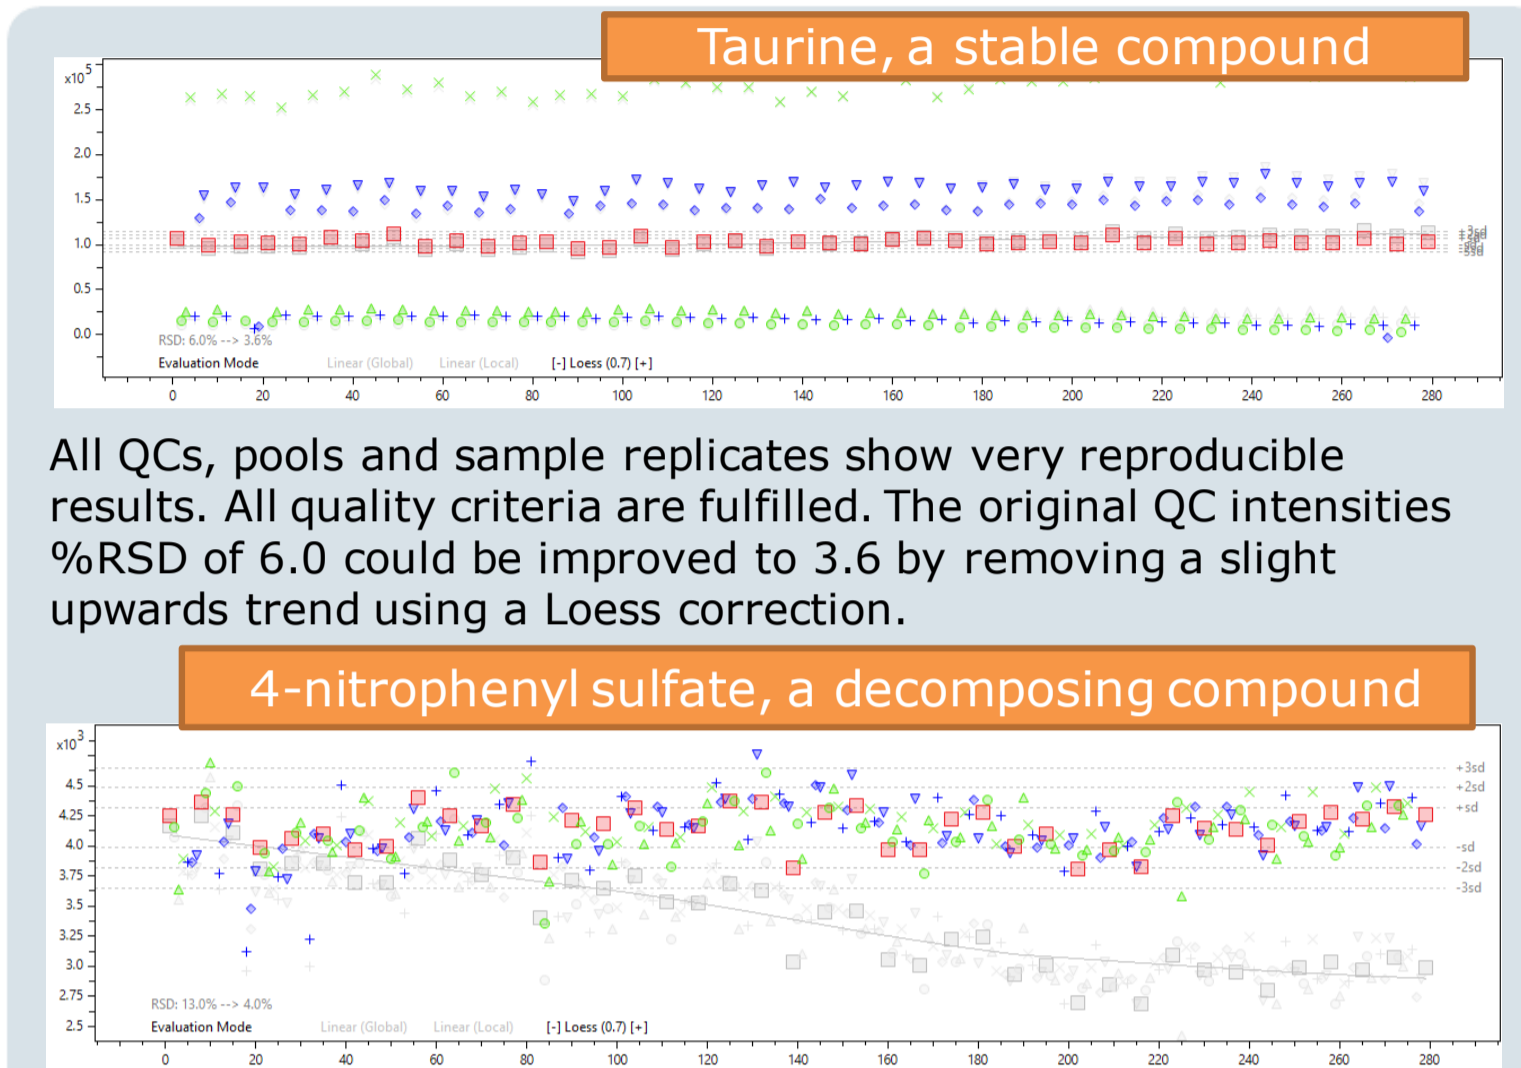 Taurine, a stable compound
x10^5
2.5
2.0
1.5
1.0
0.5
0.0
RSD: 6.0% --> 3.6%
Evaluation Mode Linear (Global) Linear (Local) [-] Loess (0.7) [+]
0 20 40 60 80 100 120 140 160 180 200 220 240 260 280
All QCs, pools and sample replicates show very reproducible
results. All quality criteria are fulfilled. The original QC intensities
%RSD of 6.0 could be improved to 3.6 by removing a slight
upwards trend using a Loess correction.
4-nitrophenyl sulfate, a decomposing compound
x10^3
+3sd
4.5 +2sd
4.25 +sd
4.0 -sd
3.75 -2sd
-3sd
3.5
3.25
3.0
2.75
RSD: 13.0% --> 4.0%
2.5 Evaluation Mode Linear (Global) Linear (Local) [-] Loess (0.7) [+]
0 20 40 60 80 100 120 140 160 180 200 220 240 260 280